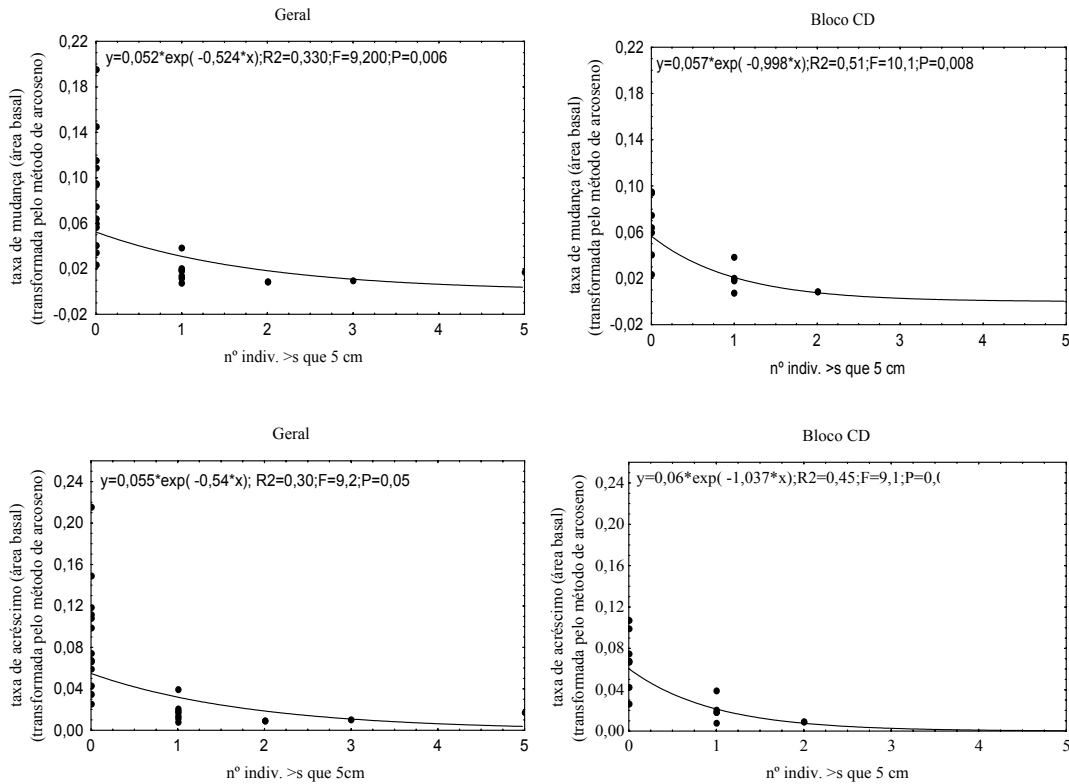 Geral
y=0,052*exp( -0,524*x);R2=0,330;F=9,200;P=0,006
taxa de mudança (área basal)
(transformada pelo método de arcoseno)
0,22
0,18
0,14
0,10
0,06
0,02
-0,02
0 1 2 3 4 5
nº indiv. >s que 5 cm
Bloco CD
y=0,057*exp( -0,998*x);R2=0,51;F=10,1;P=0,008
taxa de mudança (área basal)
(transformada pelo método de arcoseno)
0,22
0,18
0,14
0,10
0,06
0,02
-0,02
0 1 2 3 4 5
nº indiv. >s que 5 cm
Geral
y=0,055*exp( -0,54*x); R2=0,30;F=9,2;P=0,05
taxa de acréscimo (área basal)
(transformada pelo método de arcoseno)
0,24
0,20
0,16
0,12
0,08
0,04
0,00
0 1 2 3 4 5
nº indiv. >s que 5cm
Bloco CD
y=0,06*exp( -1,037*x);R2=0,45;F=9,1;P=0,
taxa de acréscimo (área basal)
(transformada pelo método de arcoseno)
0,24
0,20
0,16
0,12
0,08
0,04
0,00
0 1 2 3 4 5
nº indiv. >s que 5 cm